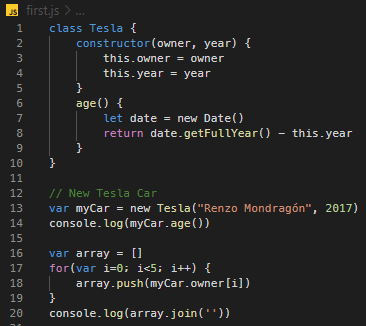 JS first.js > ...
1 class Tesla {
2     constructor(owner, year) {
3         this.owner = owner
4         this.year = year
5     }
6     age() {
7         let date = new Date()
8         return date.getFullYear() - this.year
9     }
10 }
11
12 // New Tesla Car
13 var myCar = new Tesla("Renzo Mondragón", 2017)
14 console.log(myCar.age())
15
16 var array = []
17 for(var i=0; i<5; i++) {
18     array.push(myCar.owner[i])
19 }
20 console.log(array.join(''))